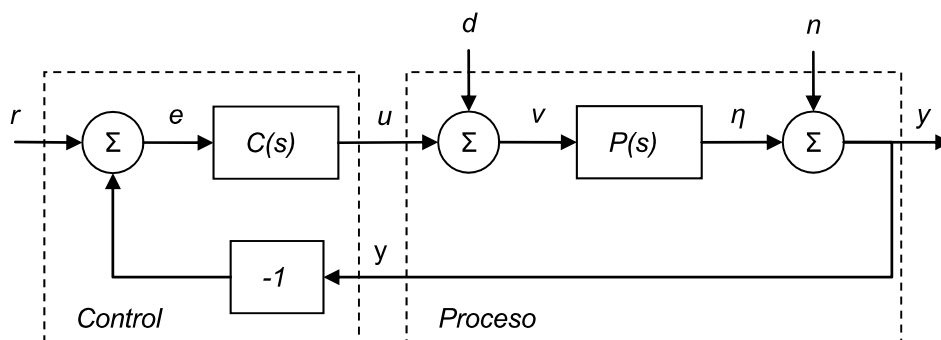 d
n
r
Σ
e
C(s)
u
Σ
v
P(s)
η
Σ
y
-1
y
Control
Proceso